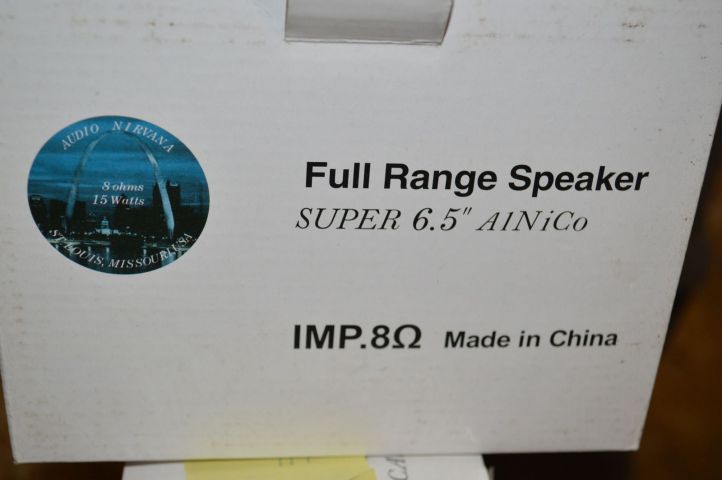 AUDIO NIRVANA
8 ohms
15 Watts
ST. LOUIS, MISSOURI USA
Full Range Speaker
SUPER 6.5" AlNiCo
IMP.8Ω Made in China